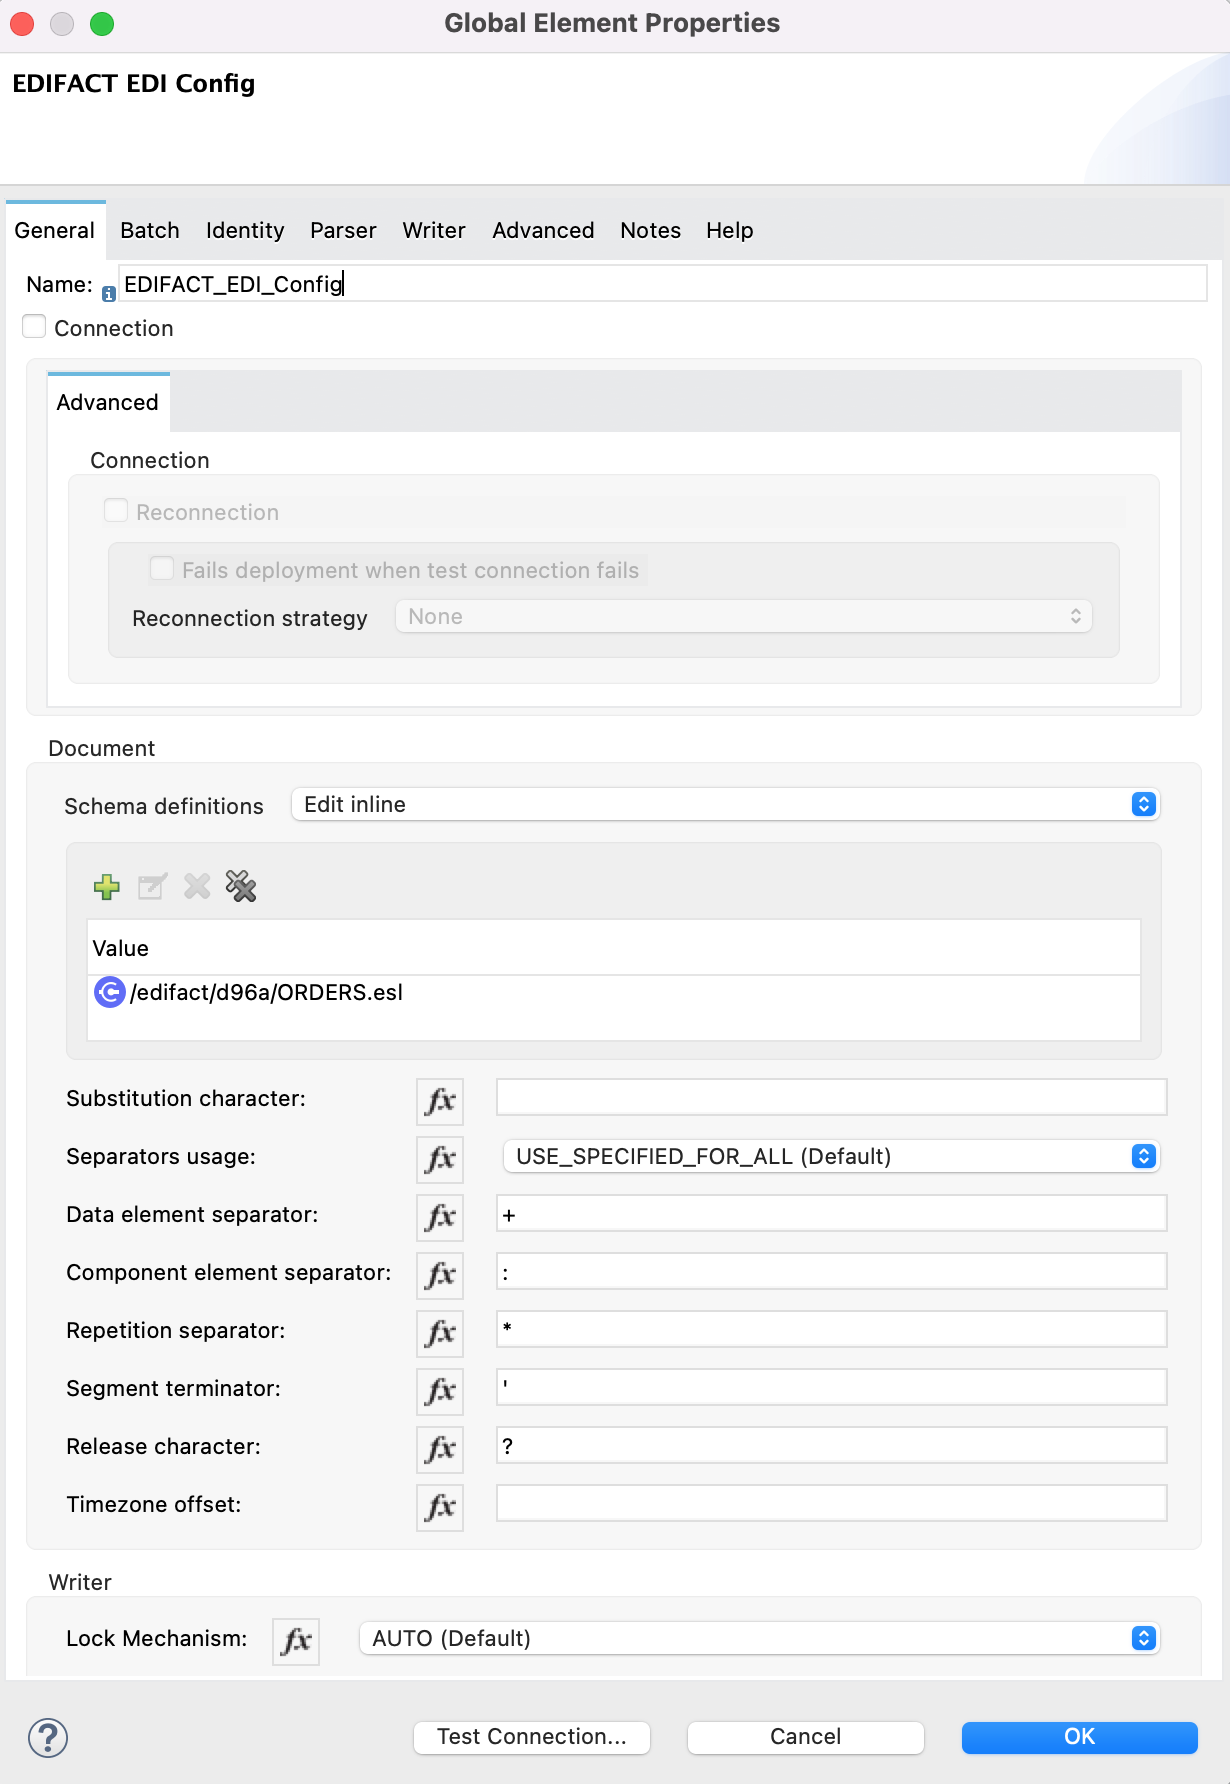 Global Element Properties
EDIFACT EDI Config
General Batch Identity Parser Writer Advanced Notes Help
Name: EDIFACT_EDI_Config
Connection
Advanced
Connection
Reconnection
Fails deployment when test connection fails
Reconnection strategy None
Document
Schema definitions Edit inline
Value
/edifact/d96a/ORDERS.esl
Substitution character: fx
Separators usage: fx USE_SPECIFIED_FOR_ALL (Default)
Data element separator: fx +
Component element separator: fx :
Repetition separator: fx *
Segment terminator: fx '
Release character: fx ?
Timezone offset: fx
Writer
Lock Mechanism: fx AUTO (Default)
? Test Connection... Cancel OK